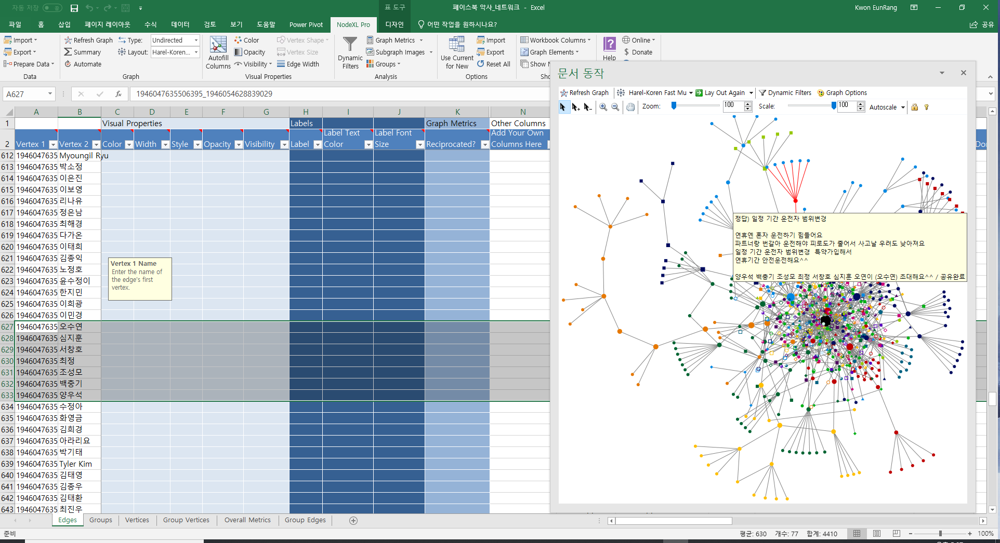 자동 저장
표 도구
페이스북 악사_네트워크 - Excel
Kwon EunRang
파일 홈 삽입 페이지 레이아웃 수식 데이터 검토 보기 도움말 Power Pivot NodeXL Pro 디자인 어떤 작업을 원하시나요? 공유
Import Refresh Graph Type: Undirected Color Vertex Shape Graph Metrics Import Workbook Columns Online
Export Summary Layout: Harel-Koren... Opacity Vertex Size Subgraph Images Export Graph Elements Donate
Prepare Data Automate Autofill Columns Visibility Edge Width Dynamic Filters Groups Use Current for New Reset All Help
Data Graph Visual Properties Analysis Options
문서 동작
A627 fx 1946047635506395_1946054628839029
Refresh Graph Harel-Koren Fast Mu Lay Out Again Dynamic Filters Graph Options
Zoom: 100 Scale: 100 Autoscale
A B C D E F G H I J K N
1 Visual Properties Labels Graph Metrics Other Columns
2 Vertex 1 Vertex 2 Color Width Style Opacity Visibility Label Label Text Color Label Font Size Reciprocated? Add Your Own Columns Here
612 1946047635 Myoungil Ryu
613 1946047635 박소정
614 1946047635 이은진
615 1946047635 이보영
616 1946047635 리나유
617 1946047635 정은남
618 1946047635 최해경
619 1946047635 다가온
620 1946047635 이태희
621 1946047635 김종익
622 1946047635 노정호
623 1946047635 윤수정이
624 1946047635 한지민
625 1946047635 이희광
626 1946047635 이민경
627 1946047635 오수연
628 1946047635 심지훈
629 1946047635 서창호
630 1946047635 최정
631 1946047635 조성모
632 1946047635 백충기
633 1946047635 양우석
634 1946047635 수정아
635 1946047635 화영금
636 1946047635 김희경
637 1946047635 아라리요
638 1946047635 박기태
639 1946047635 Tyler Kim
640 1946047635 김태영
641 1946047635 김종우
642 1946047635 김태환
643 1946047635 최진우
Vertex 1 Name
Enter the name of
the edge's first
vertex.
정답) 일정 기간 운전자 범위변경
연휴엔 혼자 운전하기 힘들어요
파트너랑 번갈아 운전해야 피로도가 줄어서 사고날 우려도 낮아져요
일정 기간 운전자 범위변경 특약가입해서
연휴기간 안전운전해요^^
양우석 백충기 조성모 최정 서창호 심지훈 오연이 (오수연) 초대해요^^ / 공유완료
Edges Groups Vertices Group Vertices Overall Metrics Group Edges
준비 평균: 630 개수: 77 합계: 4410 100%